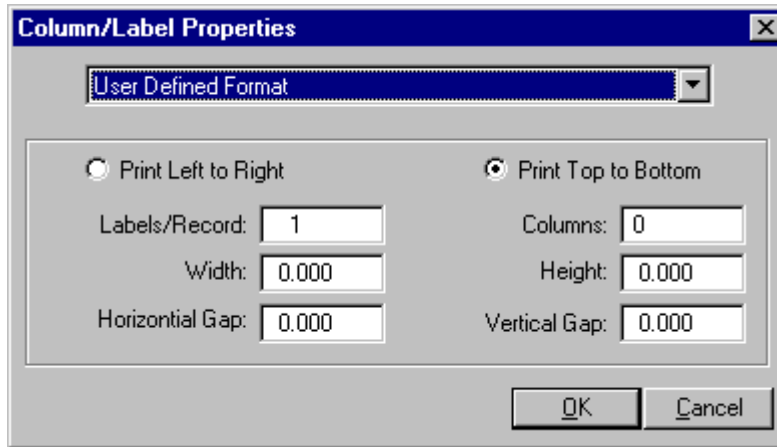 Column/Label Properties
User Defined Format
Print Left to Right Print Top to Bottom
Labels/Record: 1 Columns: 0
Width: 0.000 Height: 0.000
Horizontial Gap: 0.000 Vertical Gap: 0.000
OK Cancel